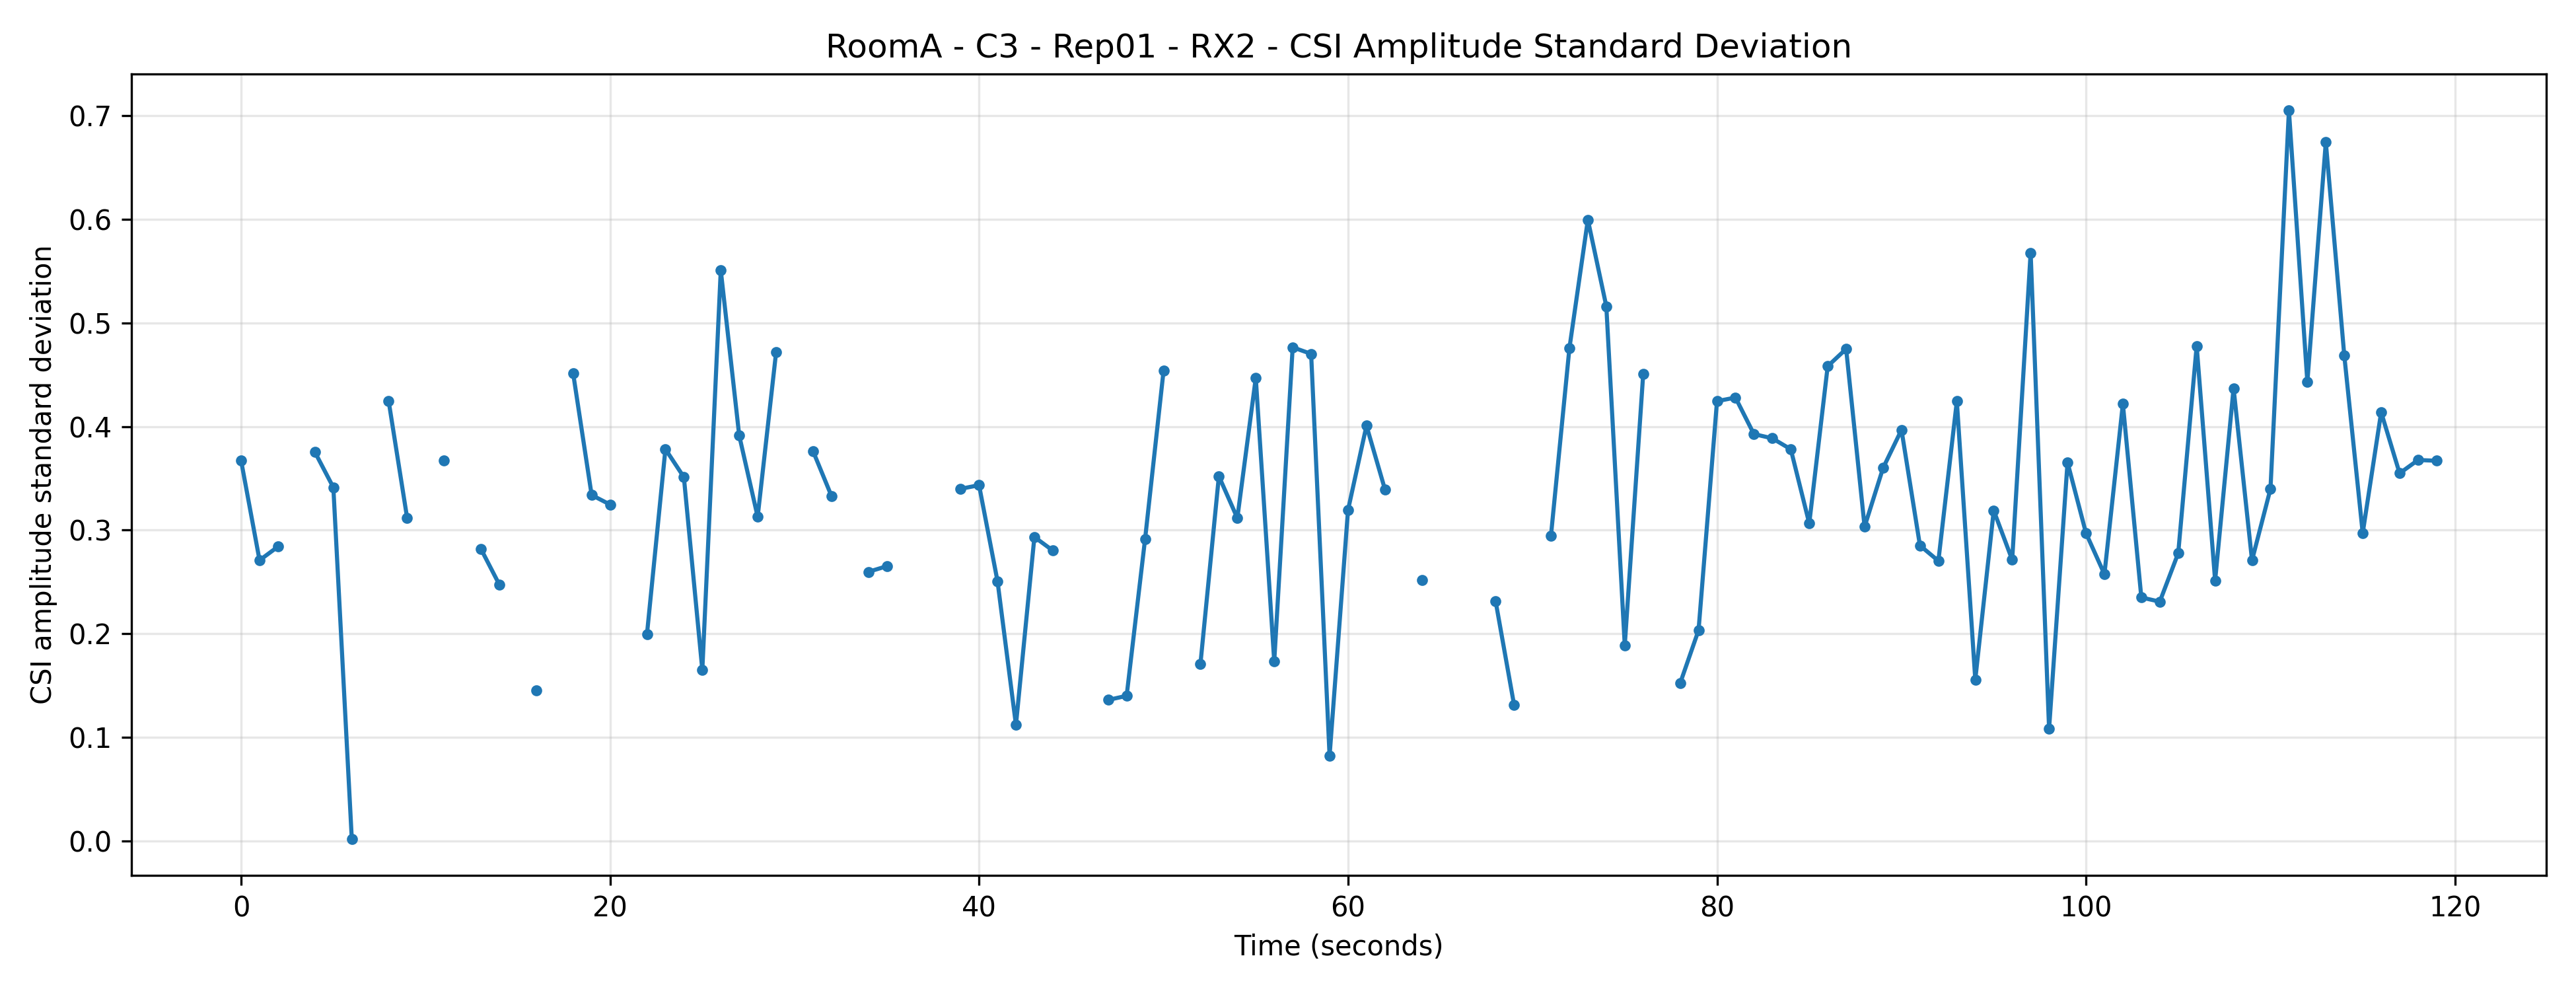 RoomA - C3 - Rep01 - RX2 - CSI Amplitude Standard Deviation
CSI amplitude standard deviation
0.7
0.6
0.5
0.4
0.3
0.2
0.1
0.0
0 20 40 60 80 100 120
Time (seconds)